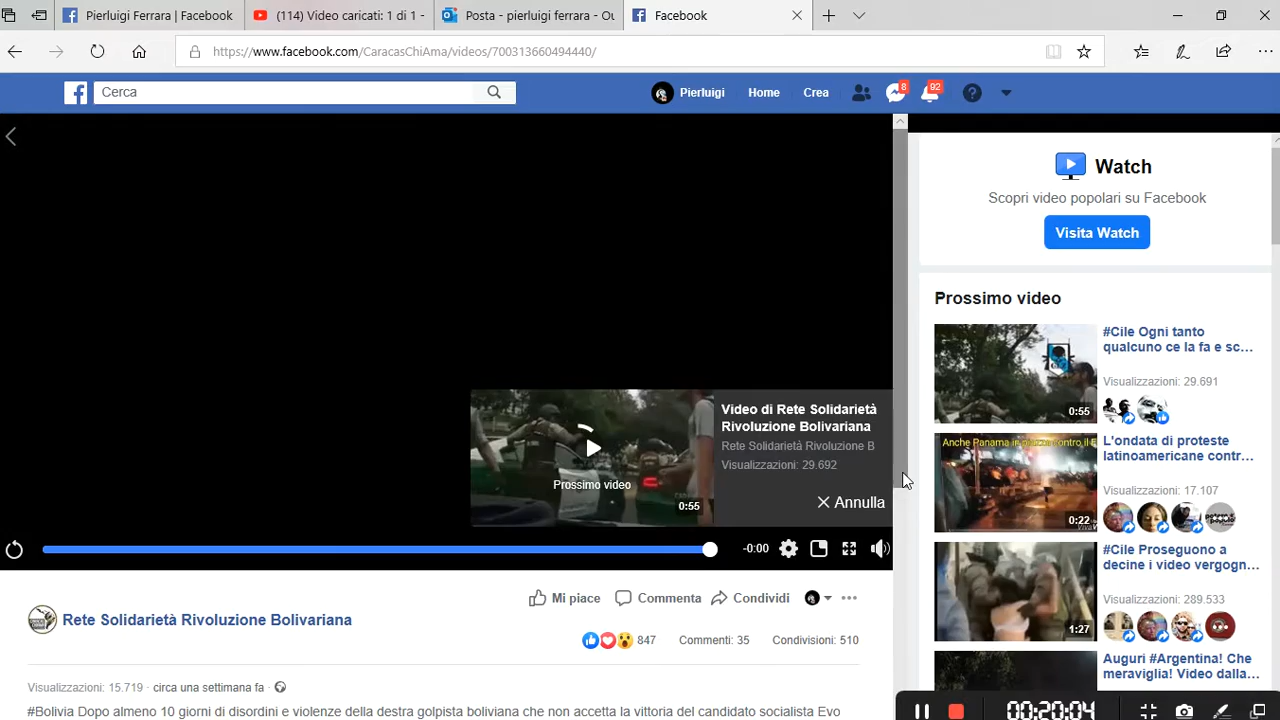 Pierluigi Ferrara | Facebook
(114) Video caricati: 1 di 1 -
Posta - pierluigi ferrara - Ou
Facebook
https://www.facebook.com/CaracasChiAma/videos/700313660494440/
Cerca
Pierluigi
Home
Crea
8
92
Watch
Scopri video popolari su Facebook
Visita Watch
Prossimo video
#Cile Ogni tanto
qualcuno ce la fa e sc…
Visualizzazioni: 29.691
0:55
Anche Panama in piazza contro il F
L'ondata di proteste
latinoamericane contr…
Visualizzazioni: 17.107
0:22
#Cile Proseguono a
decine i video vergogn…
Visualizzazioni: 289.533
1:27
Auguri #Argentina! Che
meraviglia! Video dalla…
Video di Rete Solidarietà
Rivoluzione Bolivariana
Rete Solidarietà Rivoluzione B
Visualizzazioni: 29.692
Prossimo video
0:55
Annulla
-0:00
Mi piace
Commenta
Condividi
Rete Solidarietà Rivoluzione Bolivariana
847
Commenti: 35
Condivisioni: 510
Visualizzazioni: 15.719 · circa una settimana fa ·
#Bolivia Dopo almeno 10 giorni di disordini e violenze della destra golpista boliviana che non accetta la vittoria del candidato socialista Evo
00:20:04